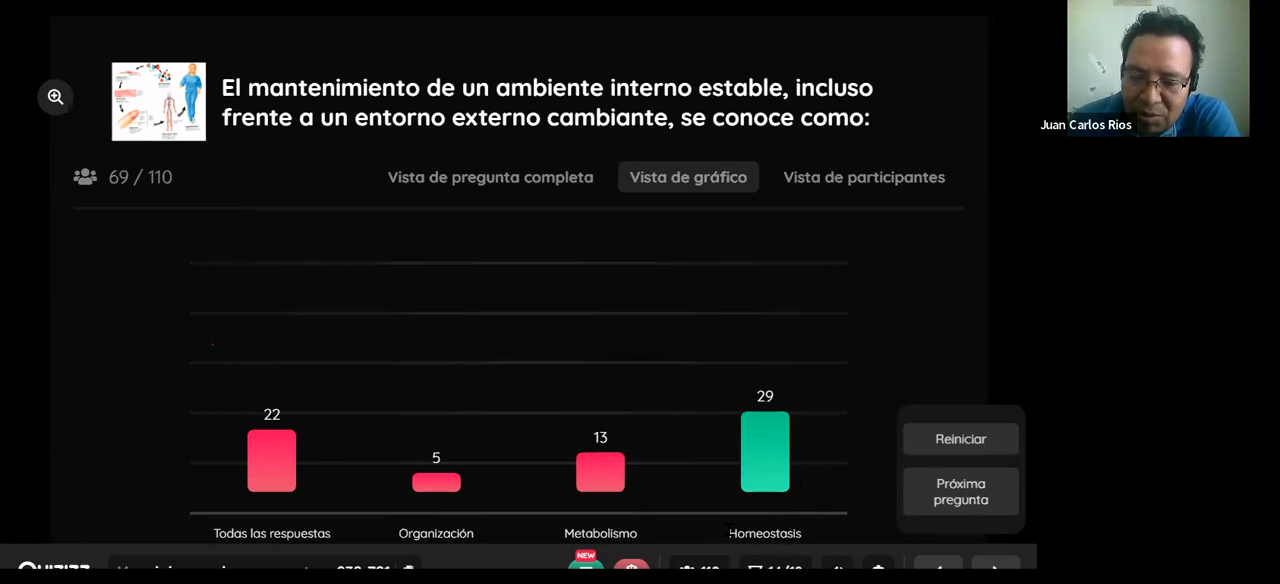 El mantenimiento de un ambiente interno estable, incluso
frente a un entorno externo cambiante, se conoce como:
Juan Carlos Rios
69 / 110
Vista de pregunta completa
Vista de gráfico
Vista de participantes
22
5
13
29
Reiniciar
Próxima
pregunta
Todas las respuestas
Organización
Metabolismo
Homeostasis
NEW